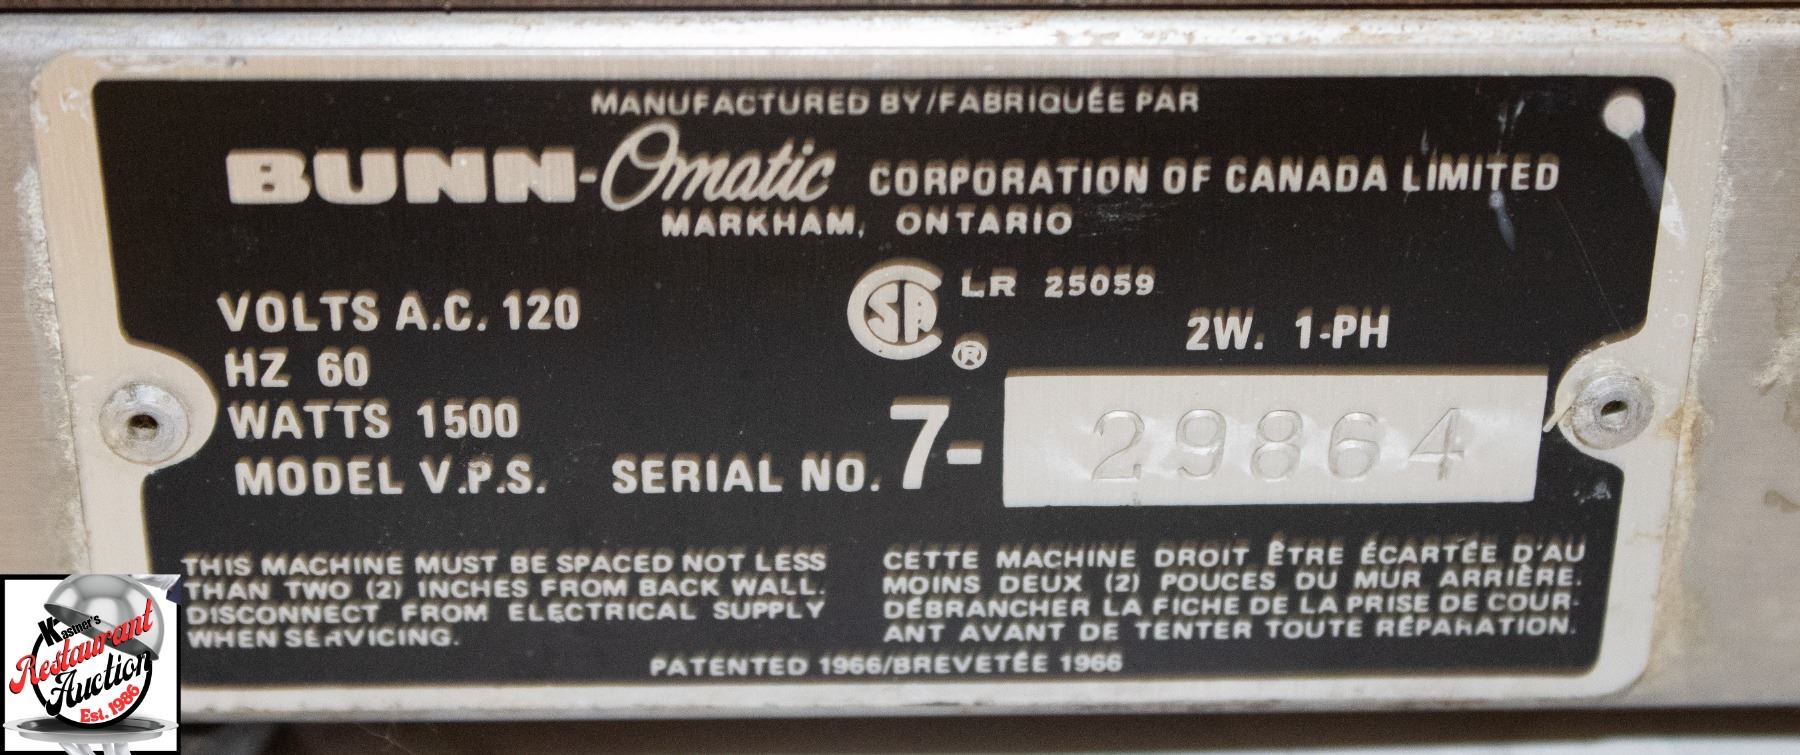 MANUFACTURED BY/FABRIQUÉE PAR
BUNN-Omatic CORPORATION OF CANADA LIMITED
MARKHAM, ONTARIO
VOLTS A.C. 120
HZ 60
WATTS 1500
MODEL V.P.S.
SA LR 25059
®
2W. 1-PH
SERIAL NO. 7- 29864
THIS MACHINE MUST BE SPACED NOT LESS
THAN TWO (2) INCHES FROM BACK WALL.
DISCONNECT FROM ELECTRICAL SUPPLY
WHEN SERVICING.
CETTE MACHINE DROIT ÊTRE ÉCARTÉE D'AU
MOINS DEUX (2) POUCES DU MUR ARRIÈRE.
DÉBRANCHER LA FICHE DE LA PRISE DE COUR-
ANT AVANT DE TENTER TOUTE RÉPARATION.
PATENTED 1966/BREVETÉE 1966
Kastner's
Restaurant
Auction
Est. 1986